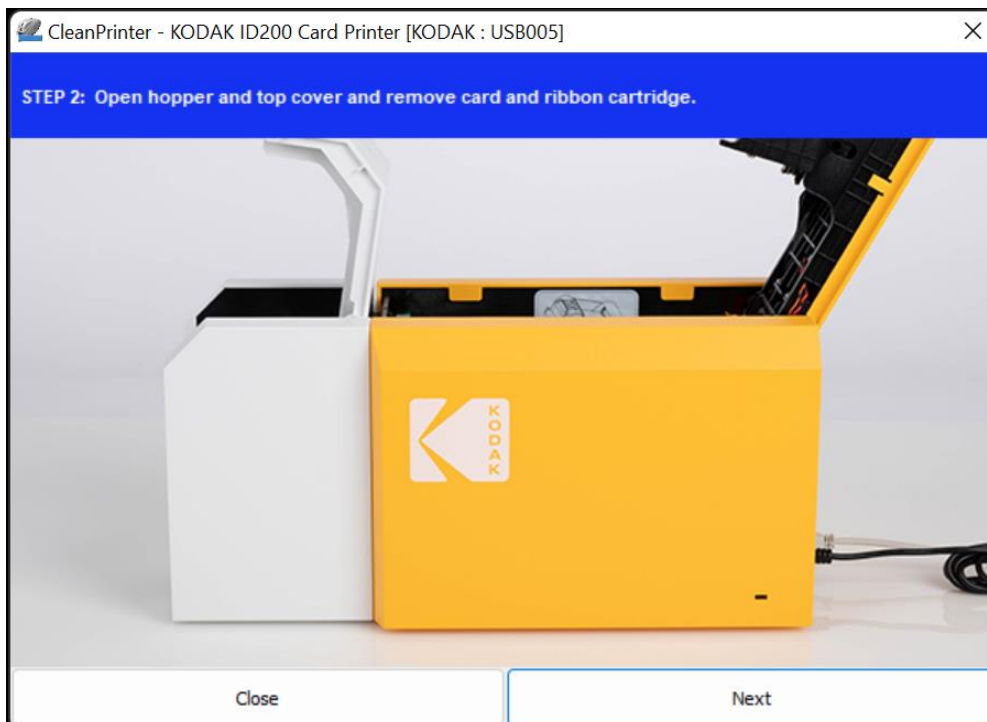 CleanPrinter - KODAK ID200 Card Printer [KODAK : USB005]
STEP 2: Open hopper and top cover and remove card and ribbon cartridge.
KODAK
Close
Next